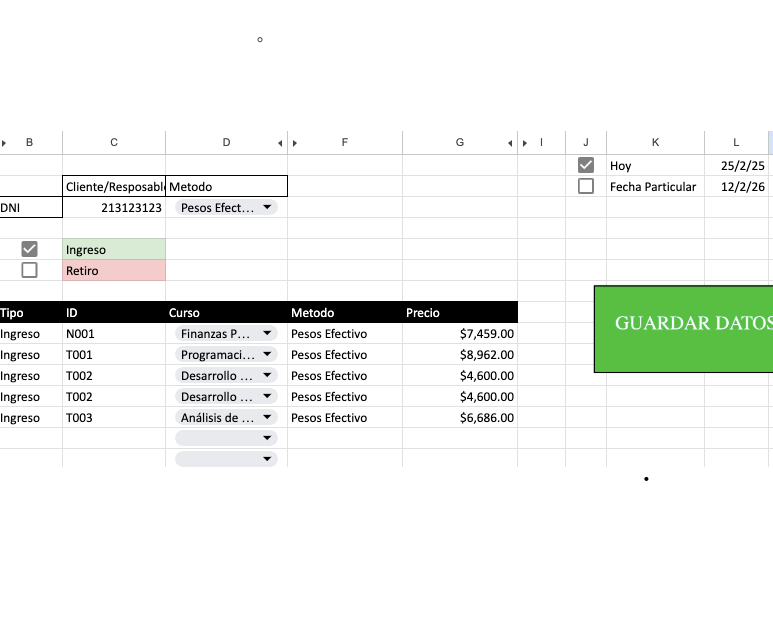 B C D F G I J K L
Hoy 25/2/25
Cliente/Resposabl Metodo Fecha Particular 12/2/26
DNI 213123123 Pesos Efect...
Ingreso
Retiro
Tipo ID Curso Metodo Precio
GUARDAR DATOS
Ingreso N001 Finanzas P... Pesos Efectivo $7,459.00
Ingreso T001 Programaci... Pesos Efectivo $8,962.00
Ingreso T002 Desarrollo ... Pesos Efectivo $4,600.00
Ingreso T002 Desarrollo ... Pesos Efectivo $4,600.00
Ingreso T003 Análisis de ... Pesos Efectivo $6,686.00